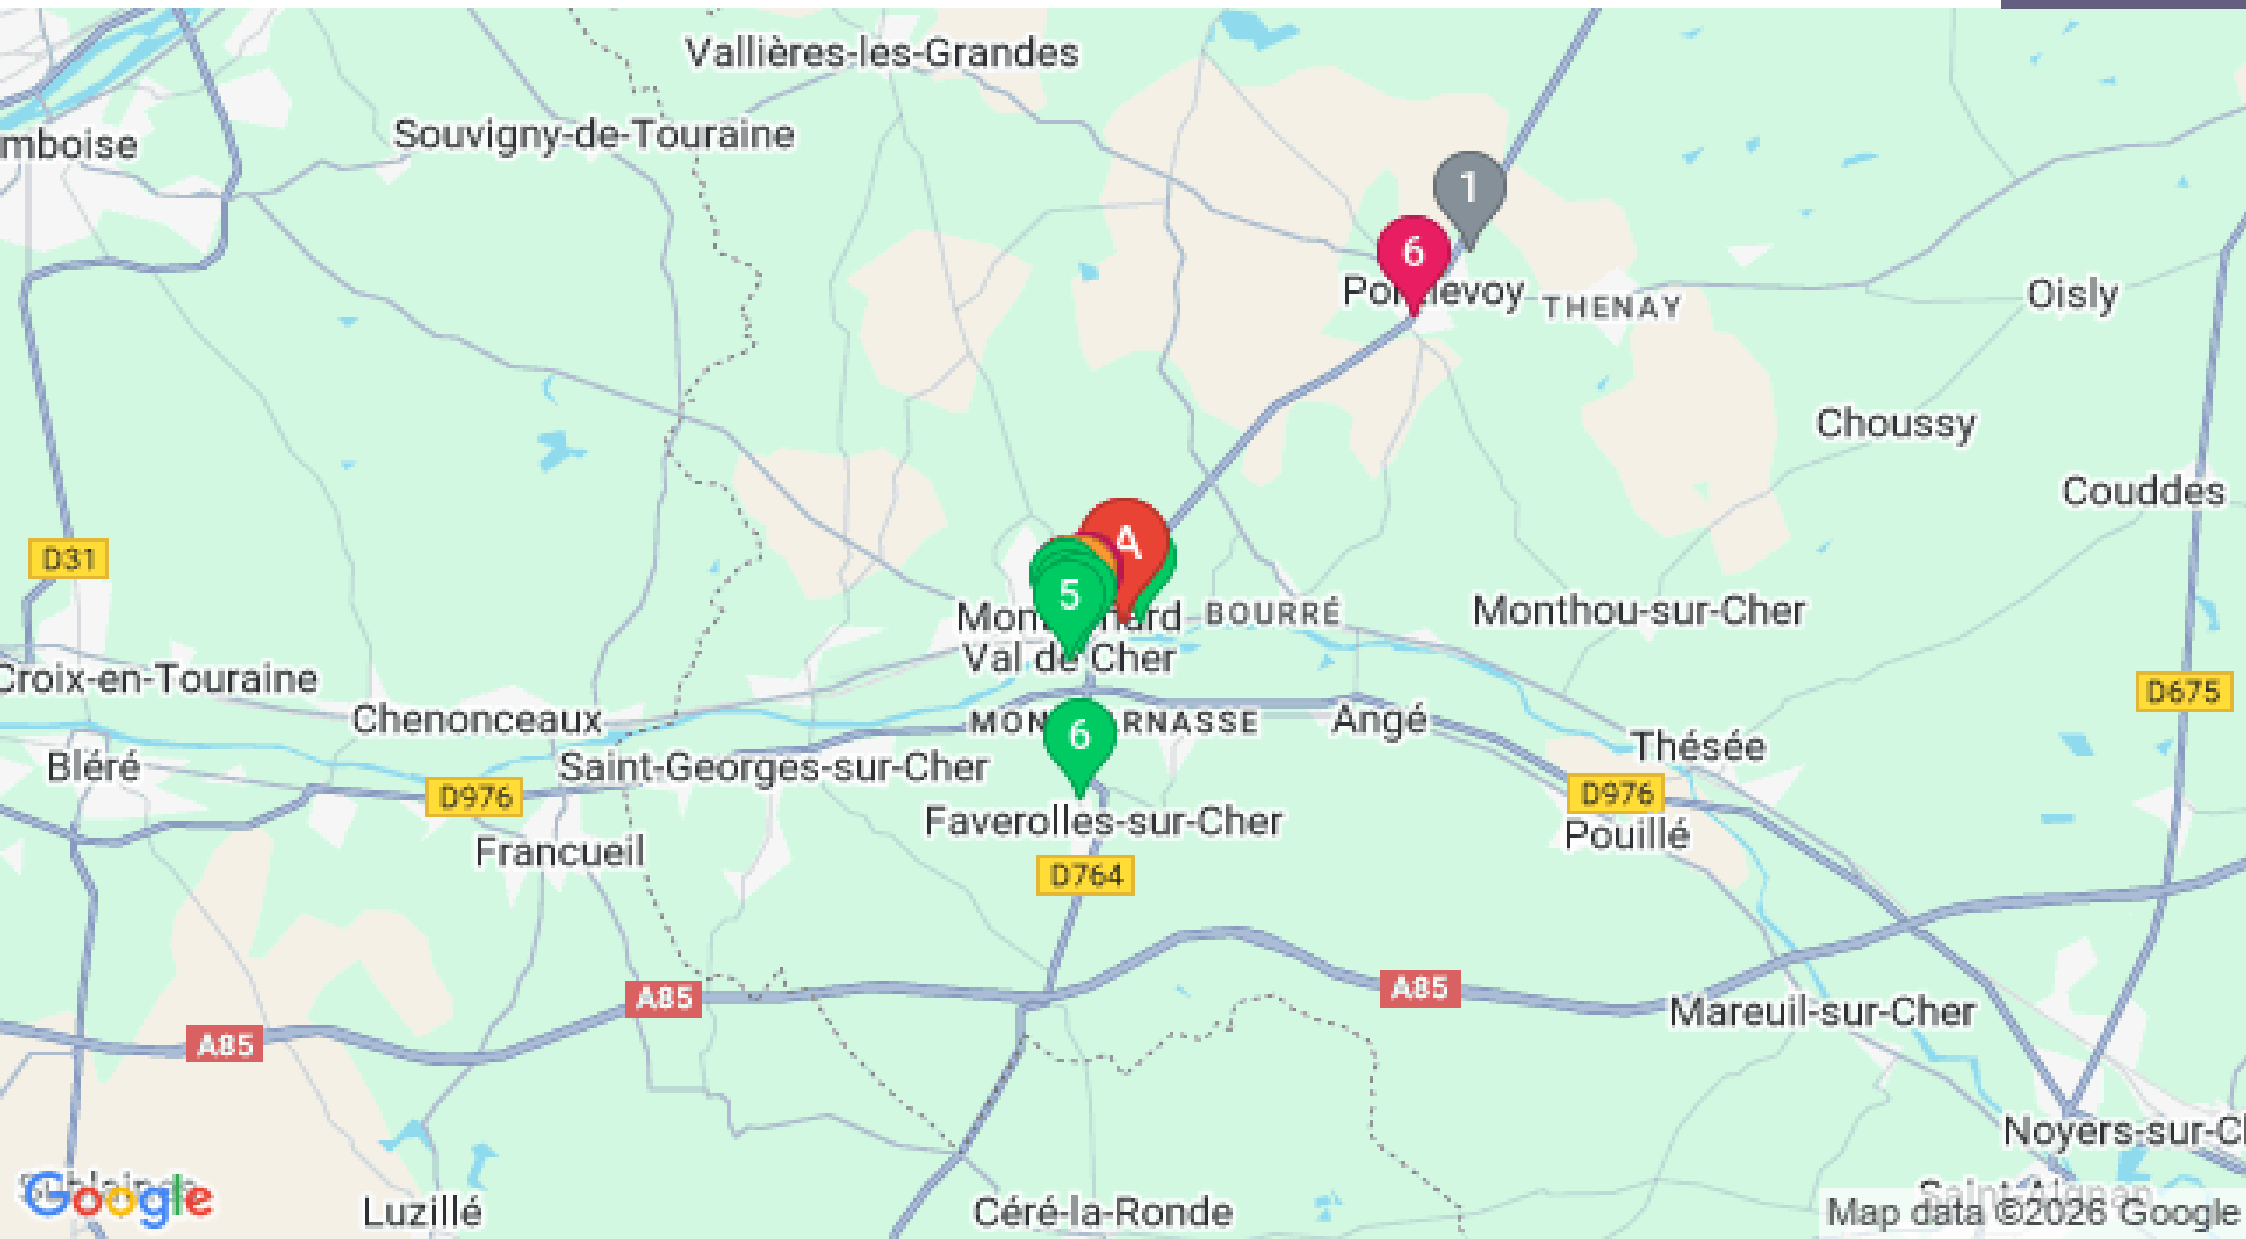 Vallières-les-Grandes
Souvigny-de-Touraine
mboise
1
6
THENAY
Oisly
Choussy
Couddes
D31
A
5
BOURRÉ
Monthou-sur-Cher
Val de Cher
Croix-en-Touraine
D675
Chenonceaux
Angé
6
Thésée
Bléré
Saint-Georges-sur-Cher
D976
D976
Faverolles-sur-Cher
Pouillé
Francueil
D764
A85
A85
Mareuil-sur-Cher
A85
Noyers-sur-C
Google
Luzillé
Céré-la-Ronde
Map data ©2026 Google